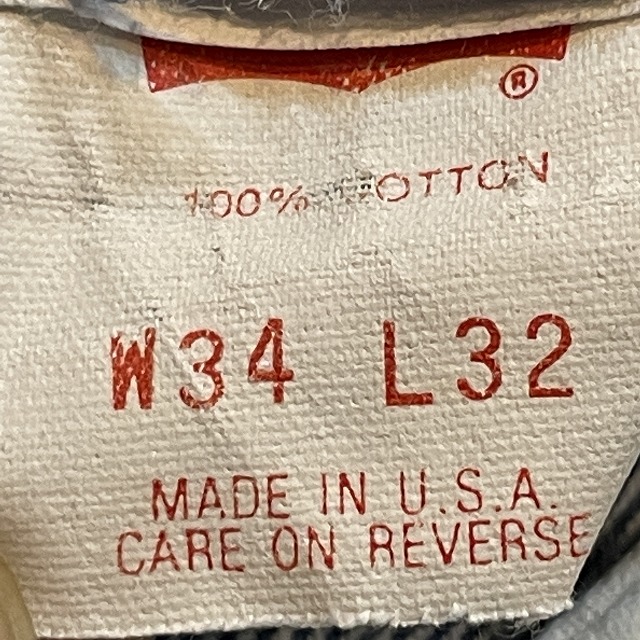 ®
100% COTTON
W34 L32
MADE IN U.S.A.
CARE ON REVERSE